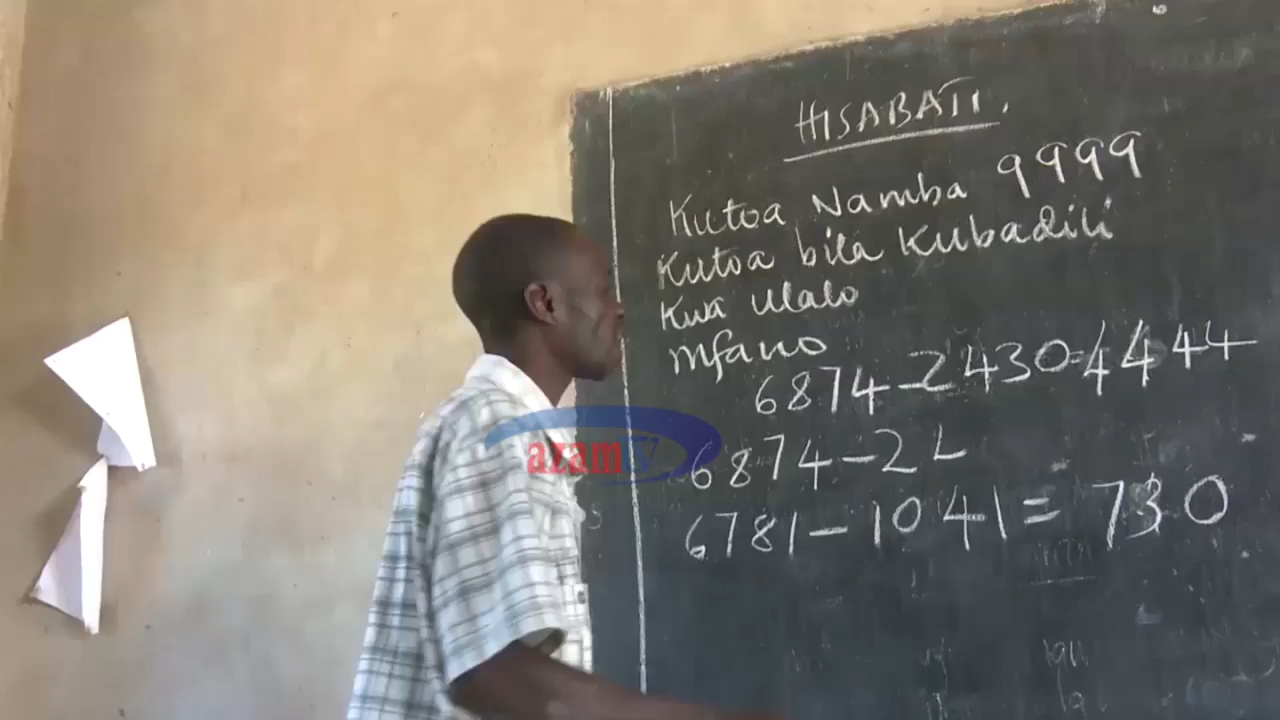 HISABATI.
Kutoa Namba 9999
Kutoa bila Kubadili
Kwa Ulalo
Mfano
6874-2430=4444
6874-2
6781-1041= 730
azam TV